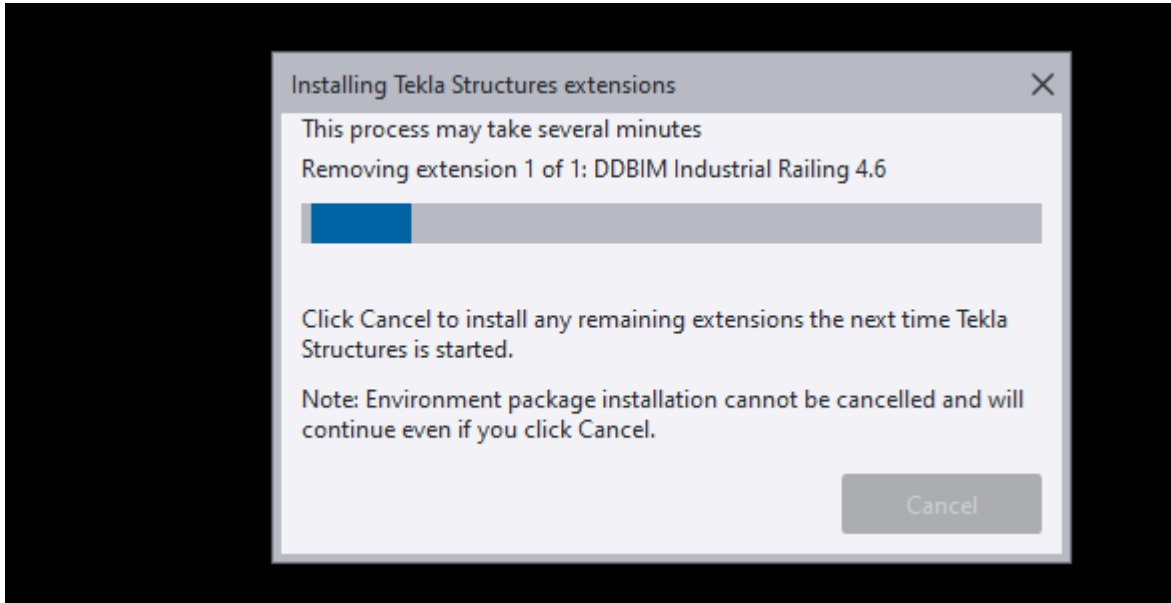 Installing Tekla Structures extensions
This process may take several minutes
Removing extension 1 of 1: DDBIM Industrial Railing 4.6
Click Cancel to install any remaining extensions the next time Tekla
Structures is started.
Note: Environment package installation cannot be cancelled and will
continue even if you click Cancel.
Cancel